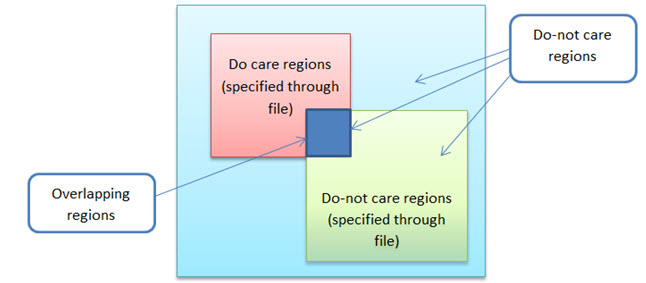 Do care regions
(specified through
file)
Do-not care
regions
Overlapping
regions
Do-not care regions
(specified through
file)